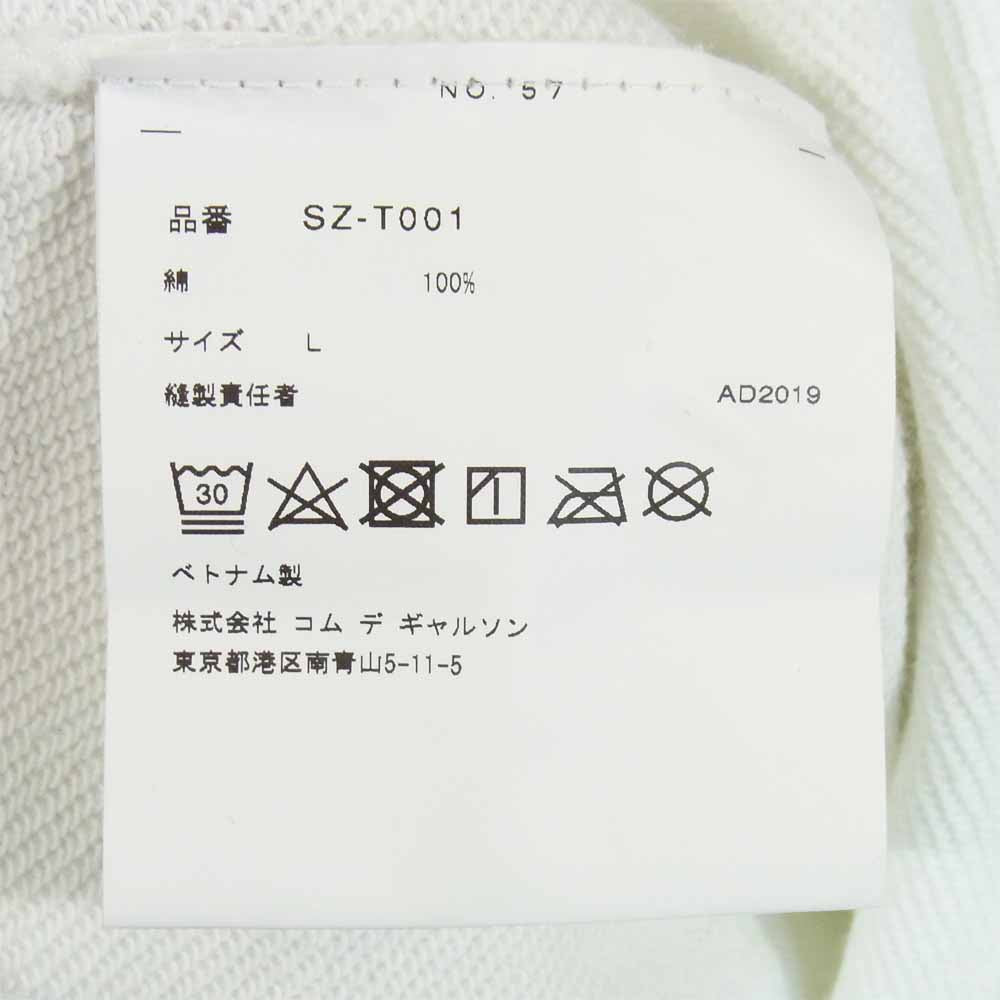 NO. 57
品番 SZ-T001
綿 100%
サイズ L
縫製責任者 AD2019
30
ベトナム製
株式会社 コム デ ギャルソン
東京都港区南青山5-11-5